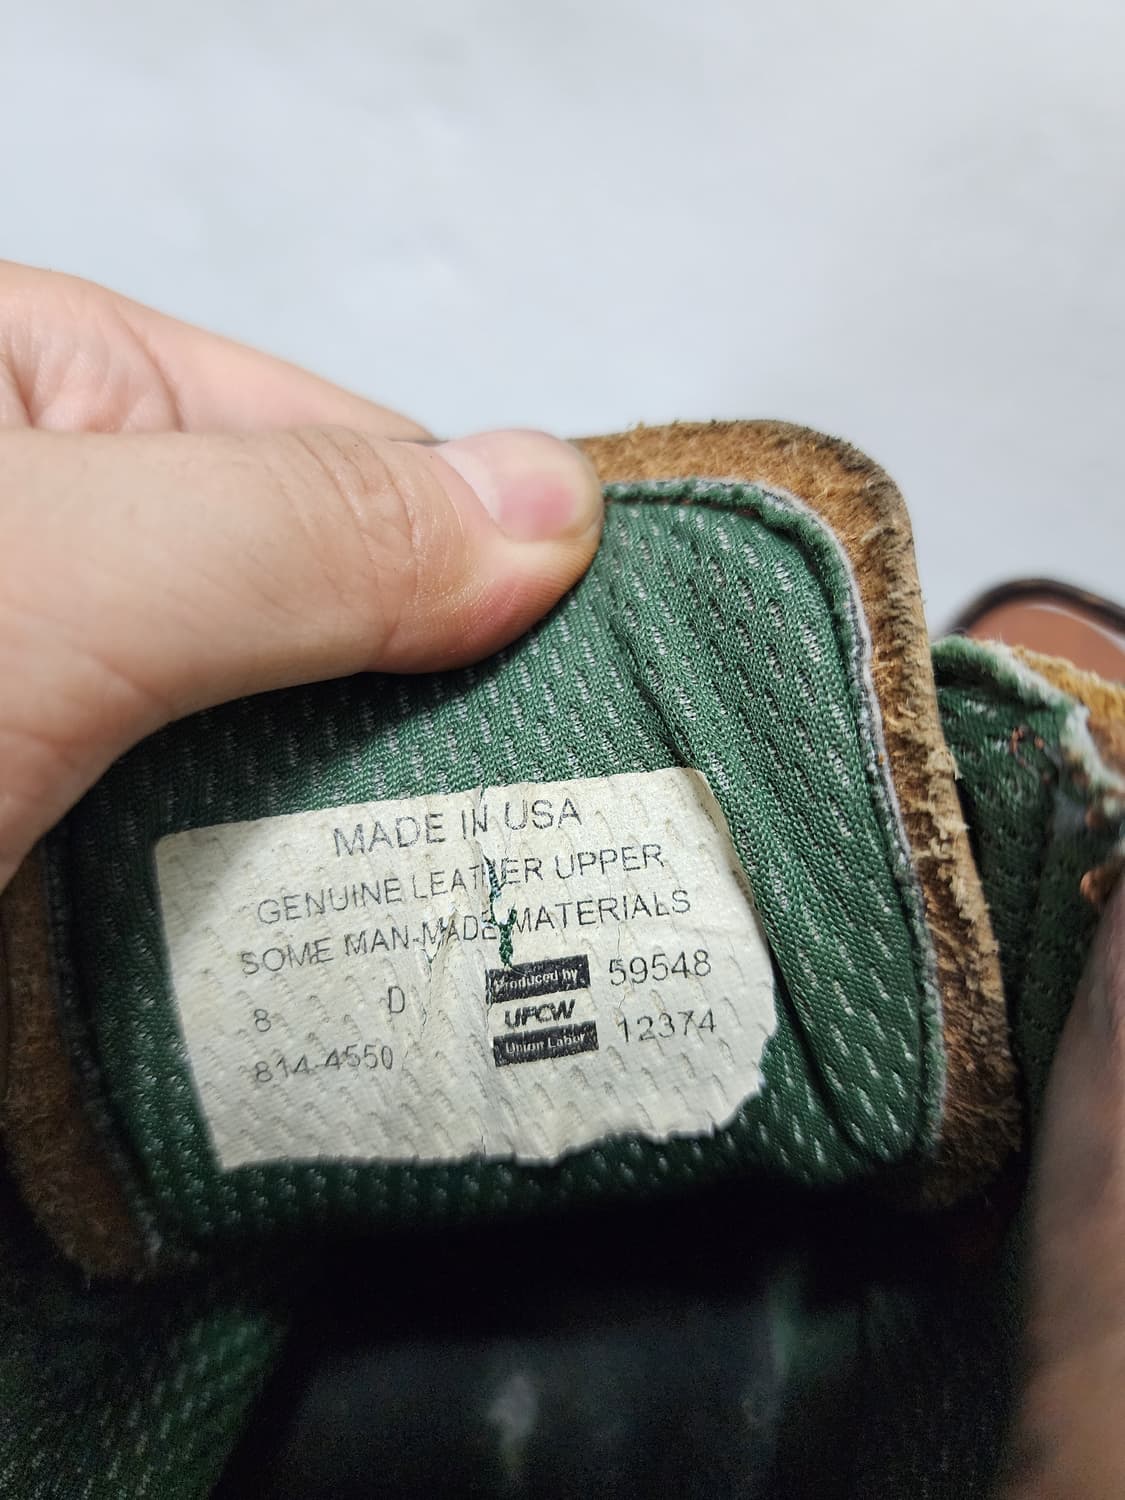 MADE IN USA
GENUINE LEATHER UPPER
SOME MAN-MADE MATERIALS
8 D
814-4550
Produced by
UFCW
Union Labor
59548
12374